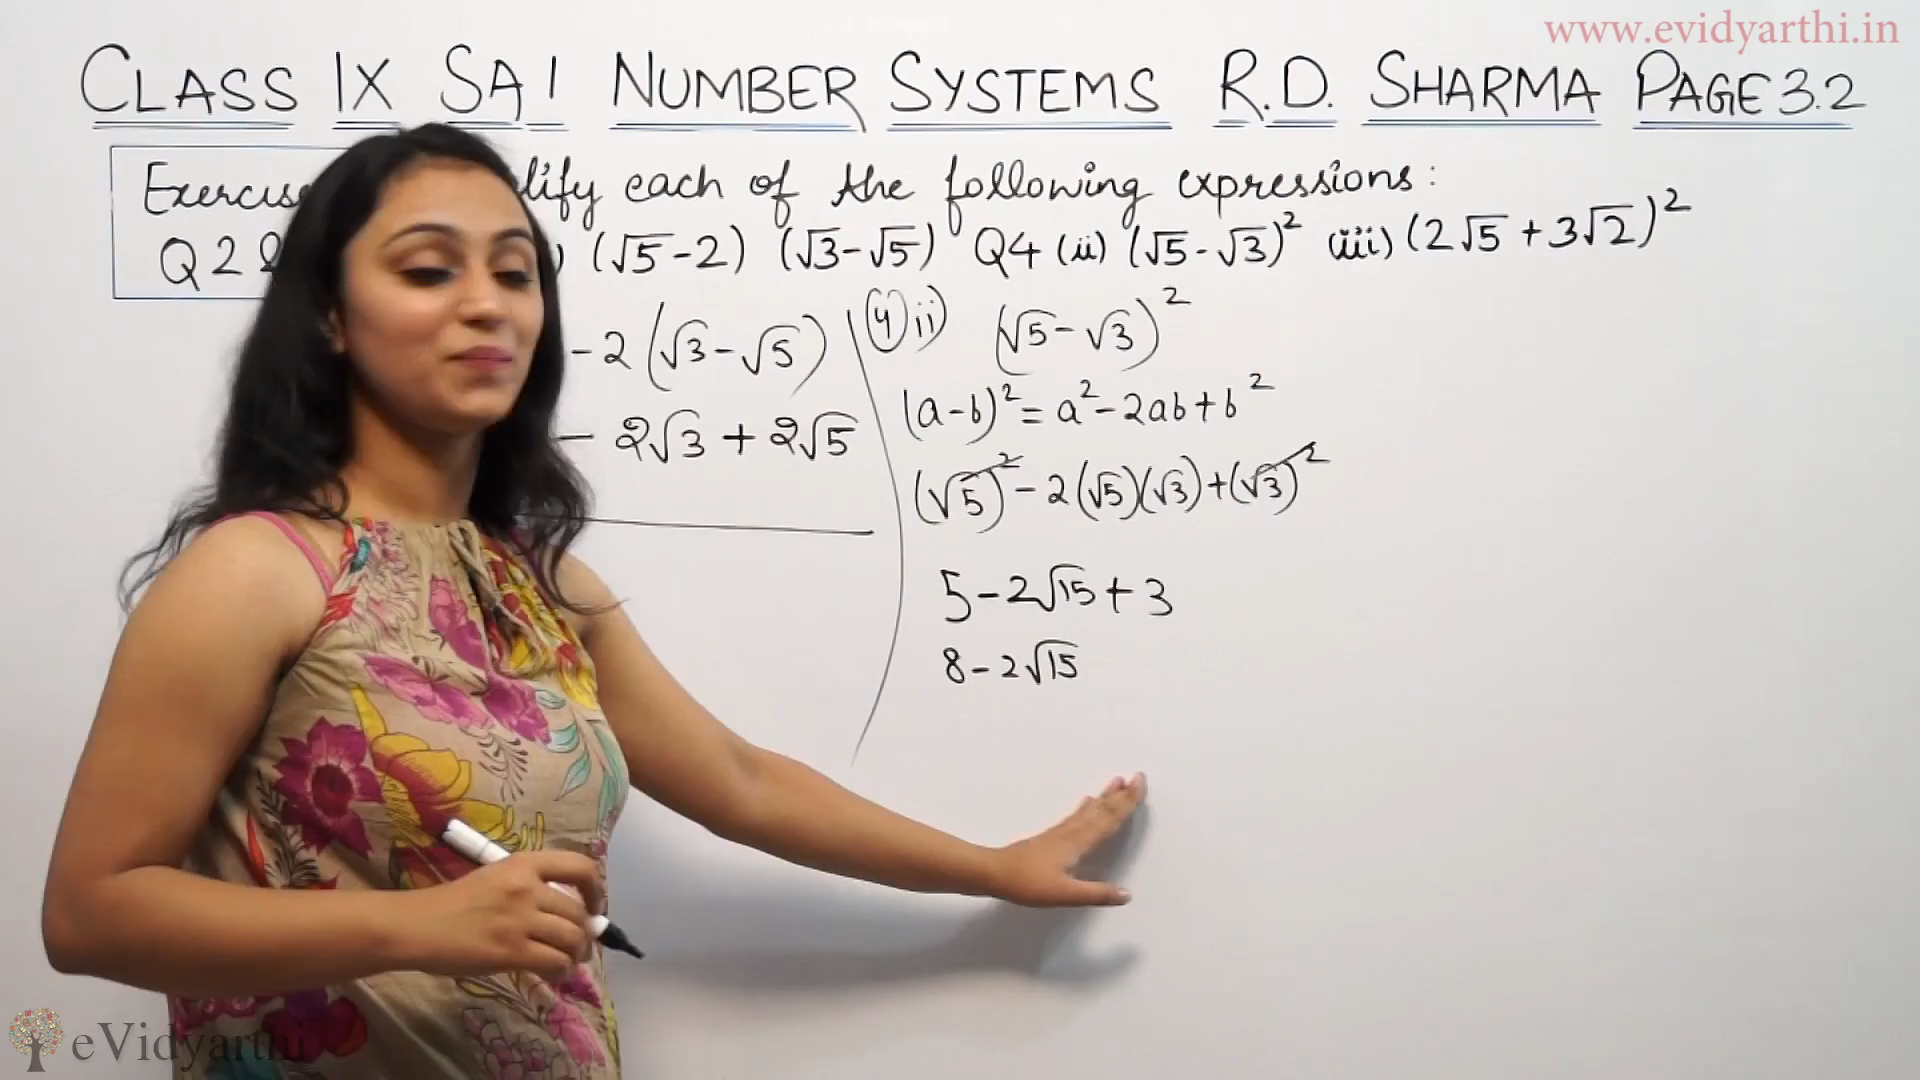 www.evidyarthi.in
CLASS IX SA 1 NUMBER SYSTEMS R.D. SHARMA PAGE 3.2
Exercise each of the following expressions:
Q2 (√5-2) (√3-√5) Q4 (ii) (√5-√3)² (iii) (2√5+3√2)²
-2(√3-√5)
- 2√3 + 2√5
4) ii) (√5-√3)²
(a-b)² = a²-2ab+b²
(√5)²-2(√5)(√3)+(√3)²
5-2√15+3
8-2√15
eVidyarthi